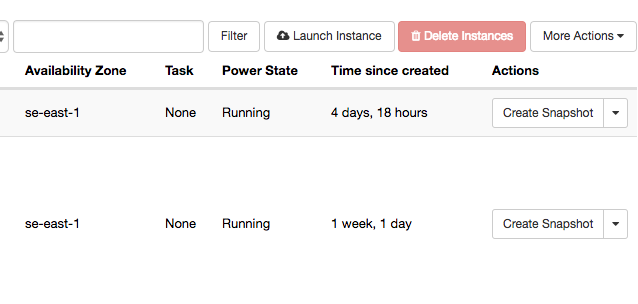 Filter Launch Instance Delete Instances More Actions
Availability Zone Task Power State Time since created Actions
se-east-1 None Running 4 days, 18 hours Create Snapshot
se-east-1 None Running 1 week, 1 day Create Snapshot